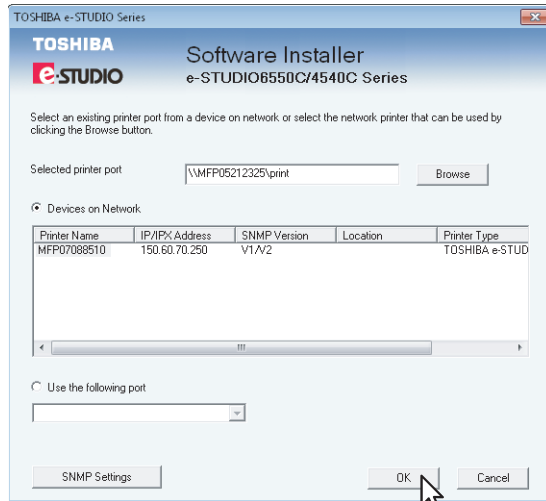 TOSHIBA e-STUDIO Series
TOSHIBA
e-STUDIO
Software Installer
e-STUDIO6550C/4540C Series
Select an existing printer port from a device on network or select the network printer that can be used by
clicking the Browse button.
Selected printer port
\\MFP05212325\print
Browse
Devices on Network
Printer Name IP/IPX Address SNMP Version Location Printer Type
MFP07088510 150.60.70.250 V1/V2 TOSHIBA e-STUD
Use the following port
SNMP Settings
OK
Cancel